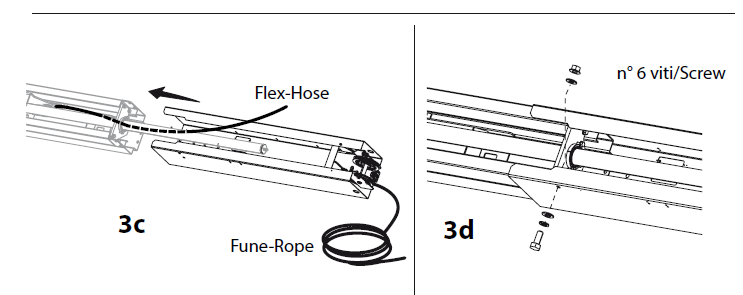 Flex-Hose
3c
Fune-Rope
n° 6 viti/Screw
3d